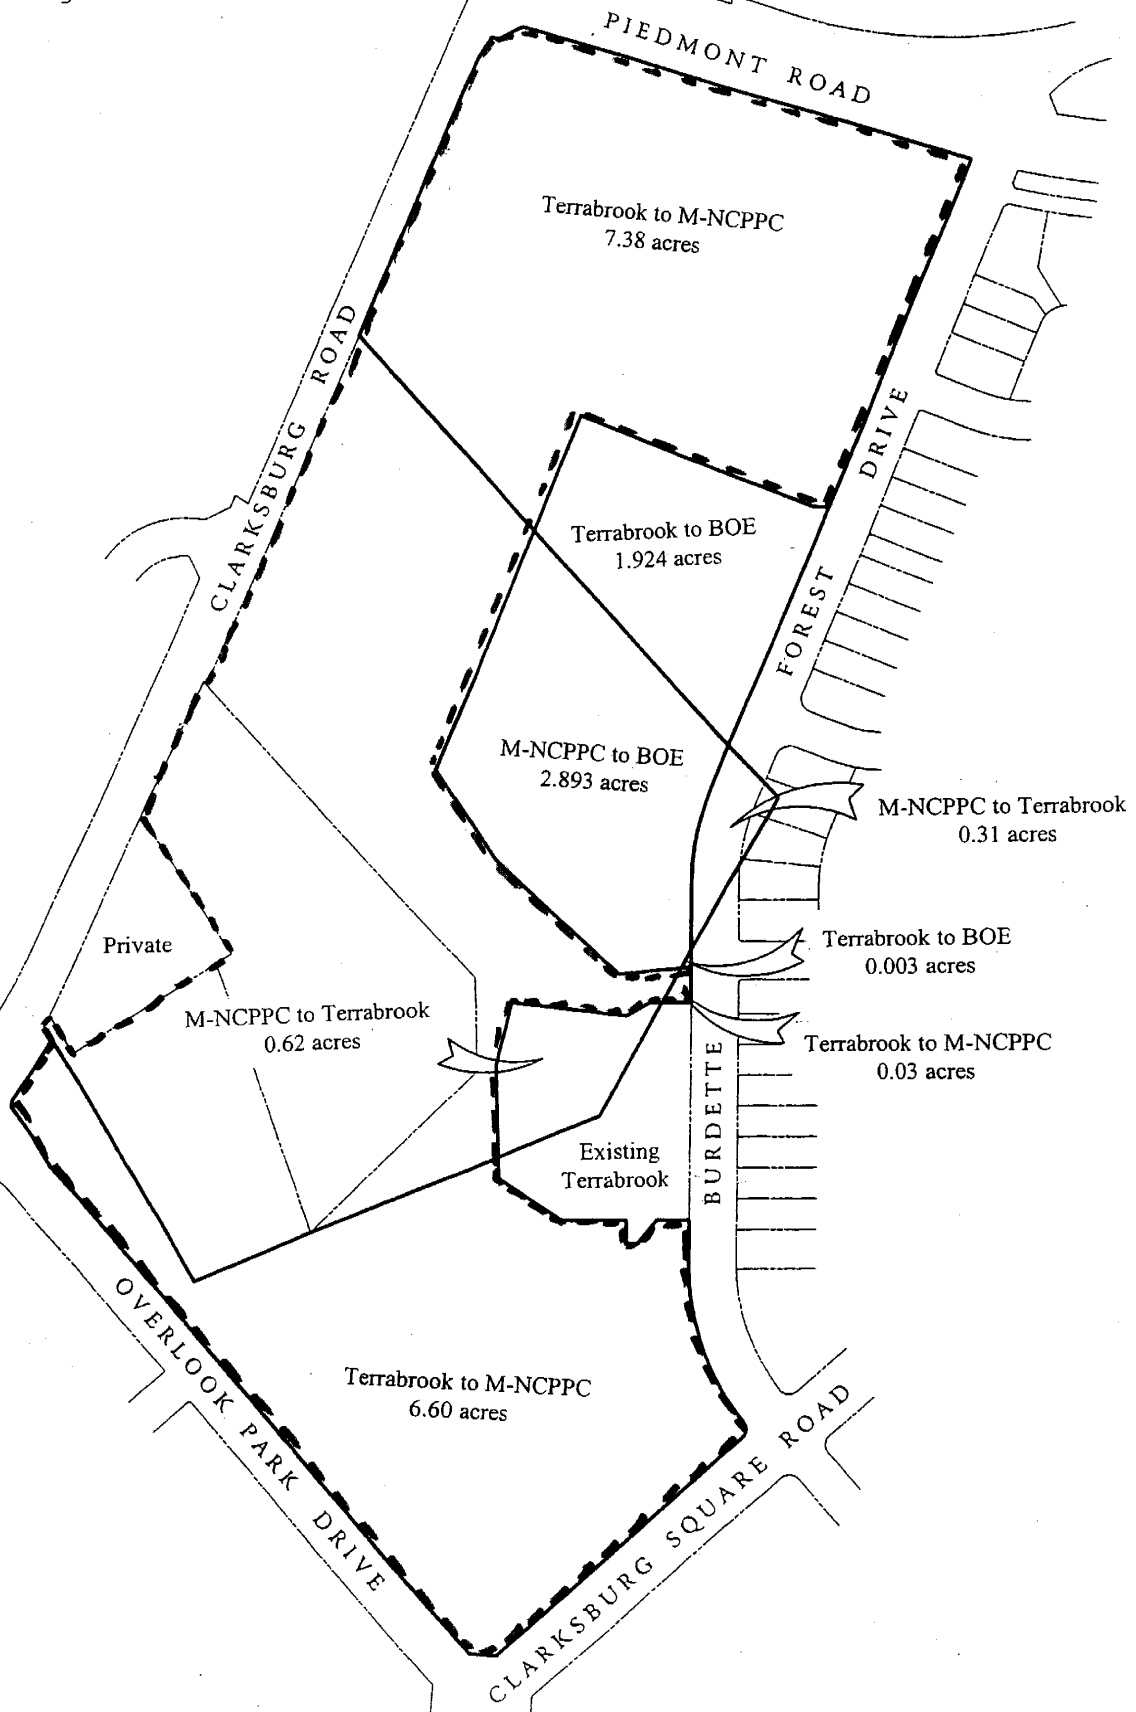 PIEDMONT ROAD
Terrabrook to M-NCPPC
7.38 acres
CLARKSBURG ROAD
FOREST DRIVE
Terrabrook to BOE
1.924 acres
M-NCPPC to BOE
2.893 acres
M-NCPPC to Terrabrook
0.31 acres
Private
Terrabrook to BOE
0.003 acres
M-NCPPC to Terrabrook
0.62 acres
Terrabrook to M-NCPPC
0.03 acres
BURDETTE
Existing
Terrabrook
OVERLOOK PARK DRIVE
Terrabrook to M-NCPPC
6.60 acres
CLARKSBURG SQUARE ROAD